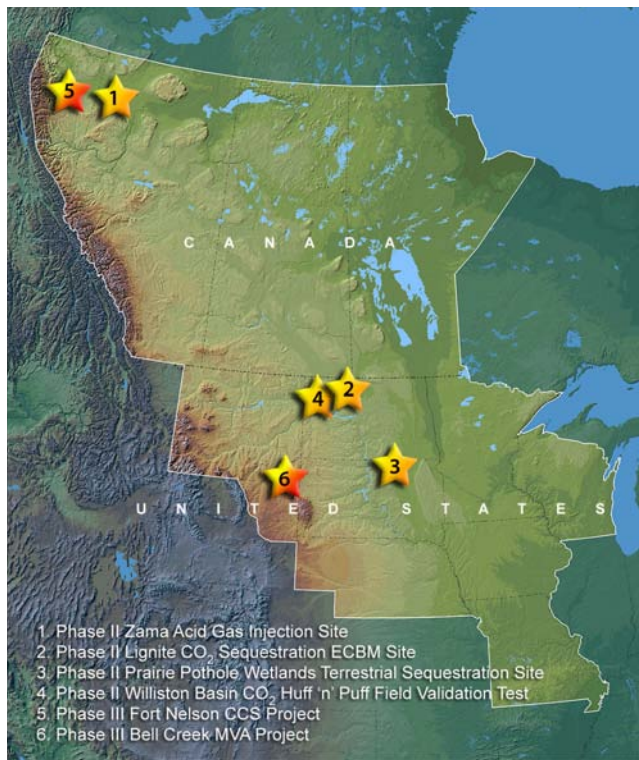 5
1
C A N A D A
2
4
3
6
U N I T E D S T A T E S
1. Phase II Zama Acid Gas Injection Site
2. Phase II Lignite CO₂ Sequestration ECBM Site
3. Phase II Prairie Pothole Wetlands Terrestrial Sequestration Site
4. Phase II Williston Basin CO₂ Huff 'n' Puff Field Validation Test
5. Phase III Fort Nelson CCS Project
6. Phase III Bell Creek MVA Project